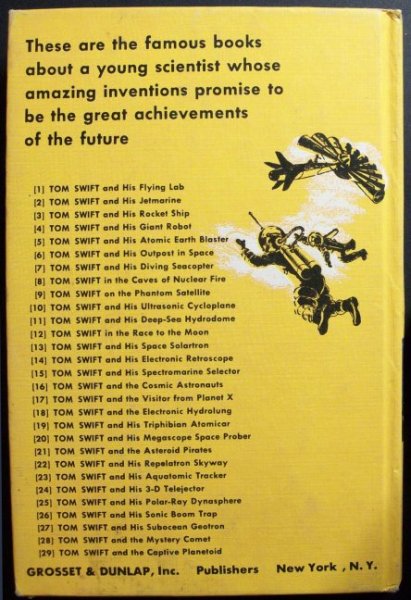 These are the famous books
about a young scientist whose
amazing inventions promise to
be the great achievements
of the future
[1] TOM SWIFT and His Flying Lab
[2] TOM SWIFT and His Jetmarine
[3] TOM SWIFT and His Rocket Ship
[4] TOM SWIFT and His Giant Robot
[5] TOM SWIFT and His Atomic Earth Blaster
[6] TOM SWIFT and His Outpost in Space
[7] TOM SWIFT and His Diving Seacopter
[8] TOM SWIFT in the Caves of Nuclear Fire
[9] TOM SWIFT on the Phantom Satellite
[10] TOM SWIFT and His Ultrasonic Cycloplane
[11] TOM SWIFT and His Deep-Sea Hydrodome
[12] TOM SWIFT in the Race to the Moon
[13] TOM SWIFT and His Space Solartron
[14] TOM SWIFT and His Electronic Retroscope
[15] TOM SWIFT and His Spectromarine Selector
[16] TOM SWIFT and the Cosmic Astronauts
[17] TOM SWIFT and the Visitor from Planet X
[18] TOM SWIFT and the Electronic Hydrolung
[19] TOM SWIFT and His Triphibian Atomicar
[20] TOM SWIFT and His Megascope Space Prober
[21] TOM SWIFT and the Asteroid Pirates
[22] TOM SWIFT and His Repelatron Skyway
[23] TOM SWIFT and His Aquatomic Tracker
[24] TOM SWIFT and His 3-D Telejector
[25] TOM SWIFT and His Polar-Ray Dynasphere
[26] TOM SWIFT and His Sonic Boom Trap
[27] TOM SWIFT and His Subocean Geotron
[28] TOM SWIFT and the Mystery Comet
[29] TOM SWIFT and the Captive Planetoid
GROSSET & DUNLAP, Inc. Publishers New York, N. Y.